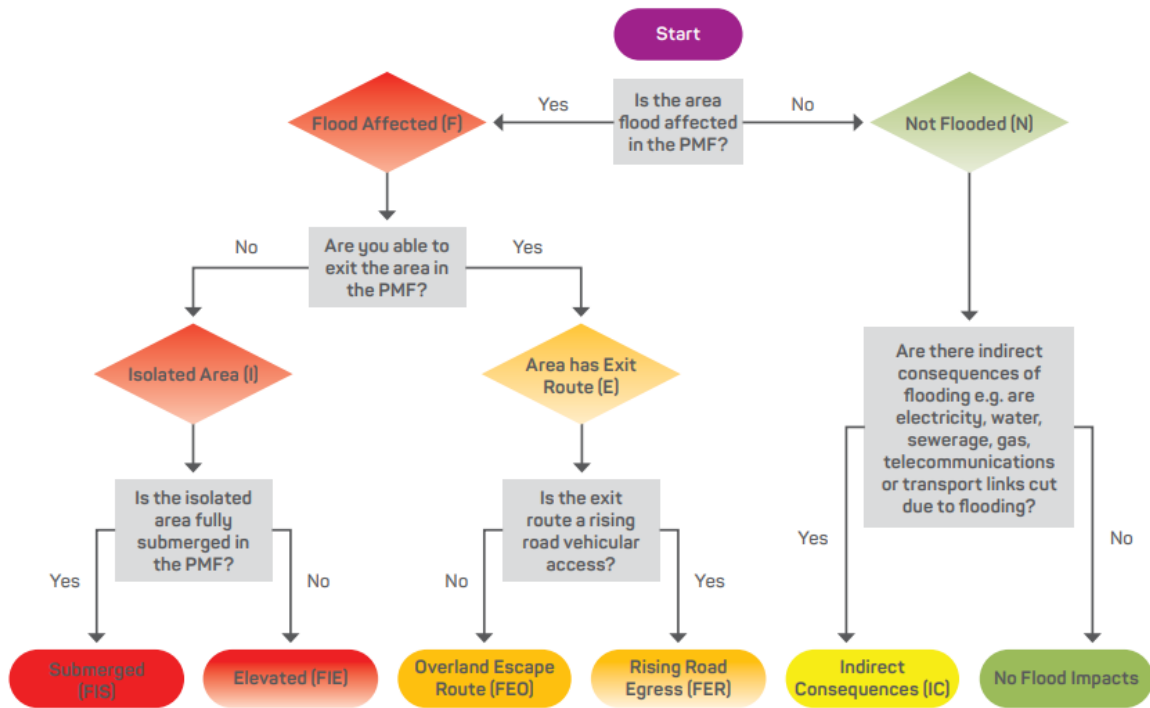 Start
Yes
Is the area
flood affected
in the PMF?
No
Flood Affected (F)
Not Flooded (N)
No
Are you able to
exit the area in
the PMF?
Yes
Isolated Area (I)
Area has Exit
Route (E)
Are there indirect
consequences of
flooding e.g. are
electricity, water,
sewerage, gas,
telecommunications
or transport links cut
due to flooding?
Is the isolated
area fully
submerged in
the PMF?
Is the exit
route a rising
road vehicular
access?
Yes
No
No
Yes
Yes
No
Submerged
(FIS)
Elevated (FIE)
Overland Escape
Route (FEO)
Rising Road
Egress (FER)
Indirect
Consequences (IC)
No Flood Impacts